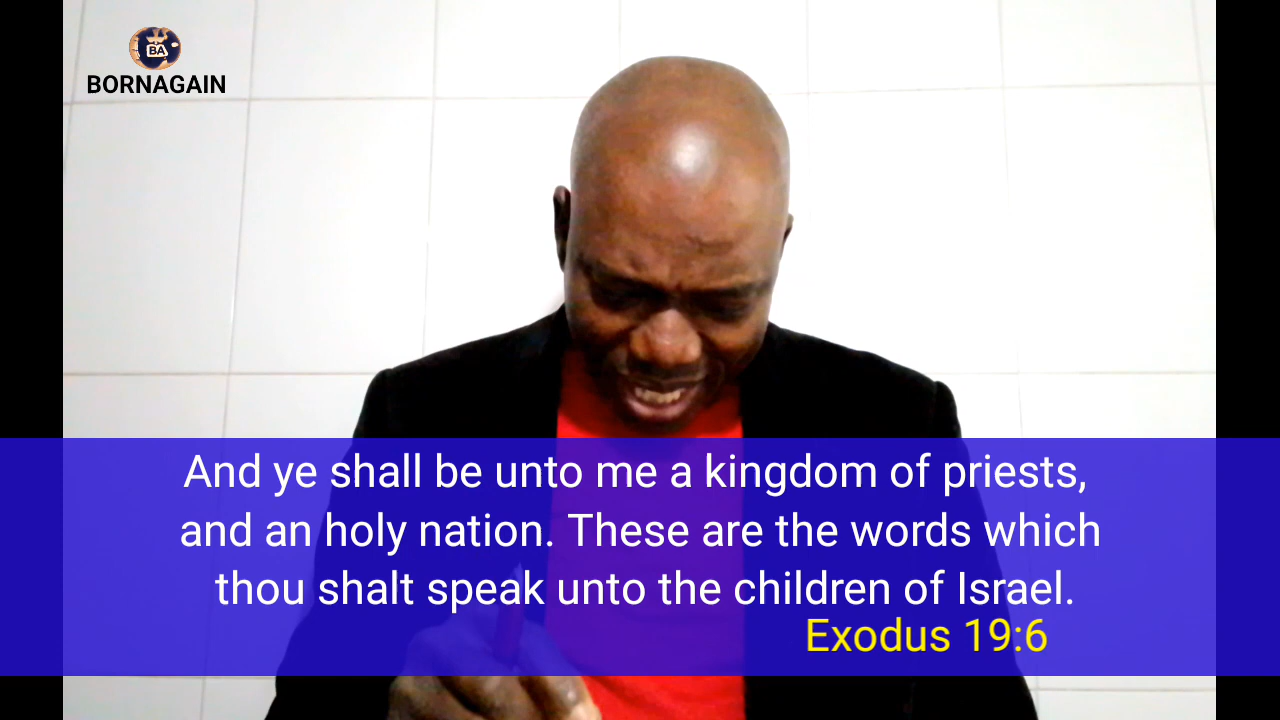 BA
BORNAGAIN
And ye shall be unto me a kingdom of priests,
and an holy nation. These are the words which
thou shalt speak unto the children of Israel.
Exodus 19:6